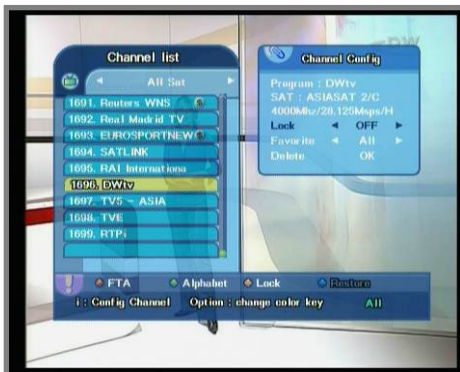 Channel list
All Sat
1691. Reuters WNS
1692. Real Madrid TV
1693. EUROSPORTNEW
1694. SATLINK
1695. RAI Internationa
1696. DWtv
1697. TV5 - ASIA
1698. TVE
1699. RTPi
Channel Config
Program : DWtv
SAT : ASIASAT 2/C
4000Mhz/28.125Msps/H
Lock OFF
Favorite All
Delete OK
FTA Alphabet Lock Restore
i : Config Channel Option : change color key All